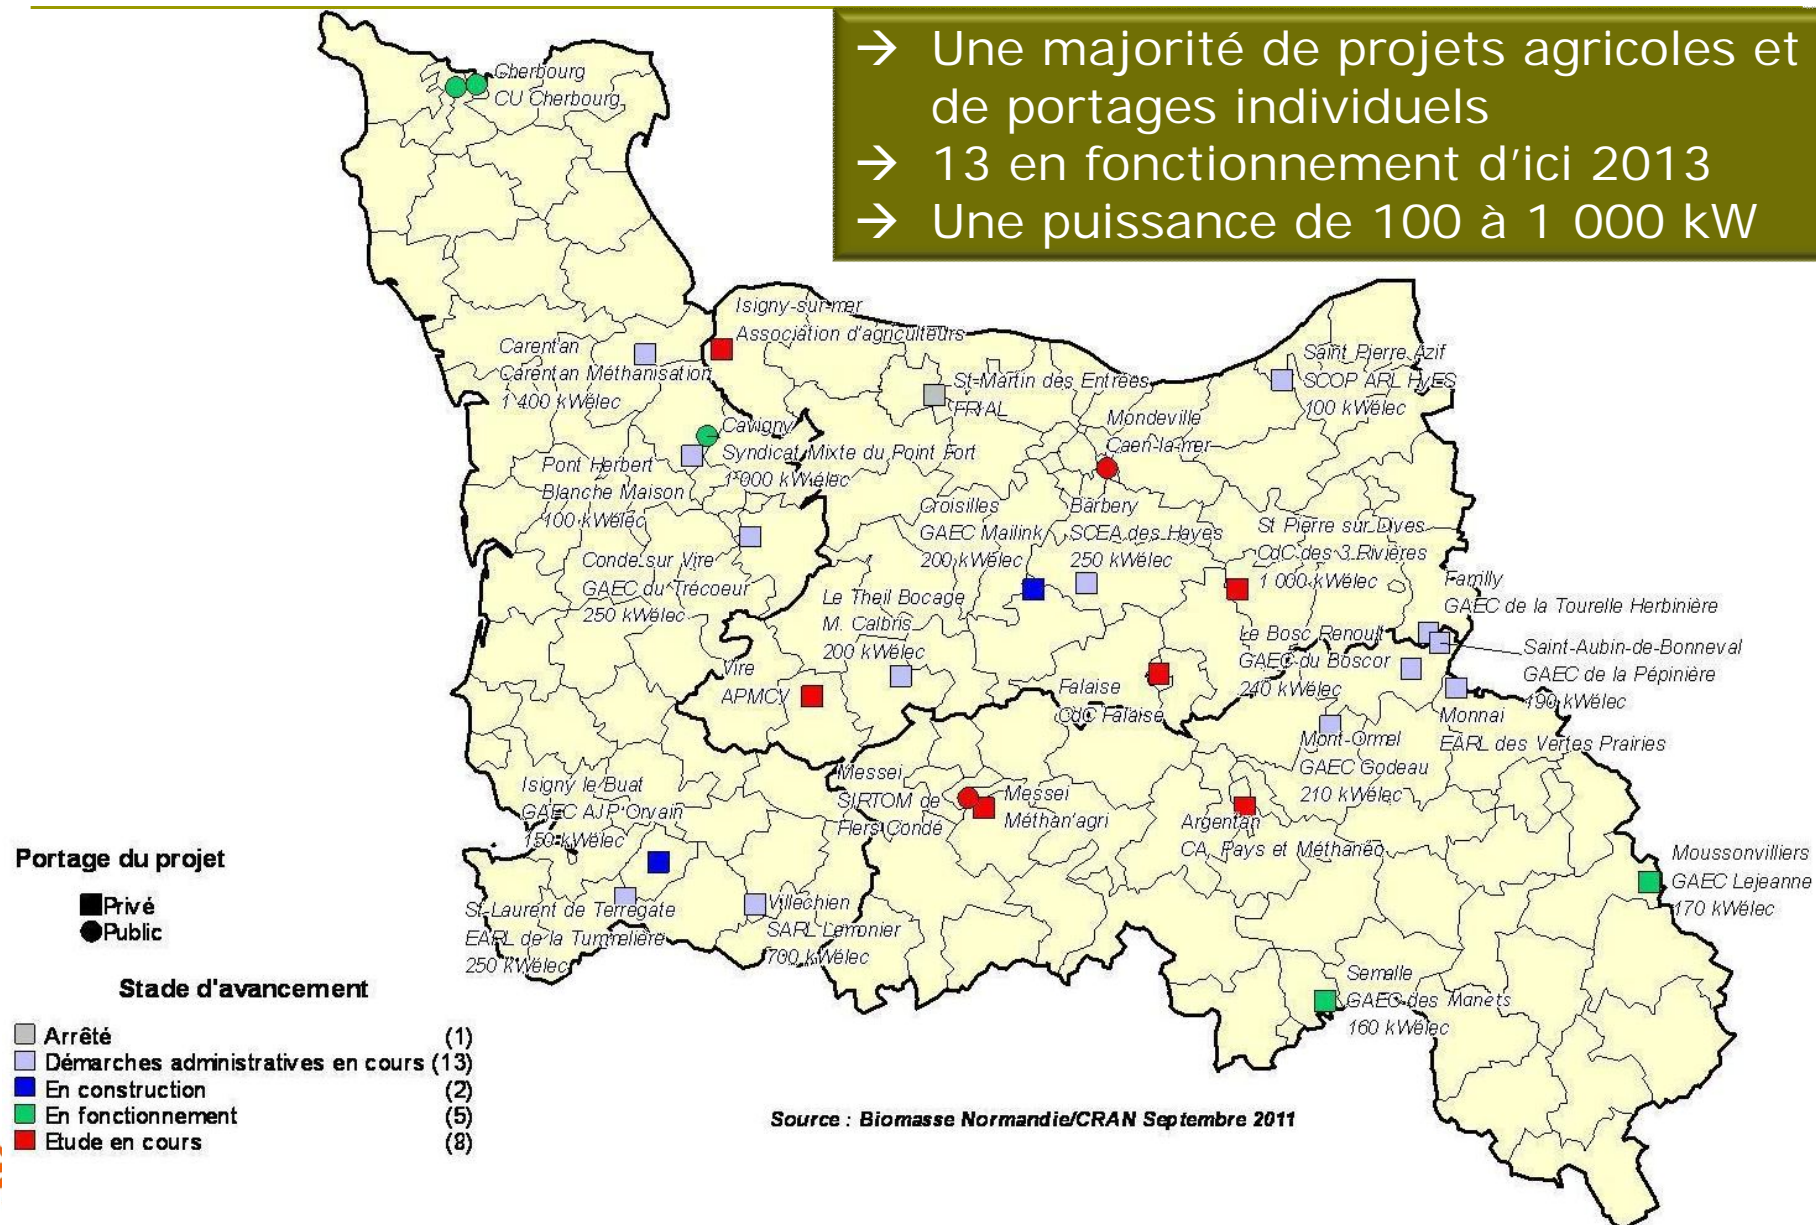 → Une majorité de projets agricoles et
de portages individuels
→ 13 en fonctionnement d'ici 2013
→ Une puissance de 100 à 1 000 kW
Cherbourg
CU Cherbourg
Isigny-sur-mer
Association d'agriculteurs
Carentan
Carentan Méthanisation
1 400 kWélec
St-Martin des Entrées
FRIAL
Saint Pierre Azif
SCOP ARL HyES
100 kWélec
Mondeville
Caen-la-mer
Cavigny
Syndicat Mixte du Point Fort
1 000 kWélec
Pont Herbert
Blanche Maison
100 kWélec
Croisilles
GAEC Mailink
200 kWélec
Barbery
SCEA des Hayes
250 kWélec
St Pierre sur Dives
CdC des 3 Rivières
1 000 kWélec
Conde sur Vire
GAEC du Trécoeur
250 kWélec
Familly
GAEC de la Tourelle Herbinière
Le Theil Bocage
M. Calbris
200 kWélec
Le Bosc Renoult
GAEC du Boscor
240 kWélec
Saint-Aubin-de-Bonneval
GAEC de la Pépinière
190 kWélec
Vire
APMCV
Falaise
CdC Falaise
Monnai
EARL des Vertes Prairies
Mont-Ormel
GAEC Godeau
210 kWélec
Messei
SIRTOM de
Flers Condé
Messei
Méthan'agri
Argentan
CA, Pays et Méthanéo
Isigny le Buat
GAEC AJP Orvain
150 kWélec
Moussonvilliers
GAEC Lejeanne
170 kWélec
St-Laurent de Terregate
EARL de la Tummelière
250 kWélec
Villechien
SARL Lemonier
700 kWélec
Semalle
GAEC des Manets
160 kWélec
Portage du projet
Privé
Public
Stade d'avancement
Arrêté (1)
Démarches administratives en cours (13)
En construction (2)
En fonctionnement (5)
Etude en cours (8)
Source : Biomasse Normandie/CRAN Septembre 2011